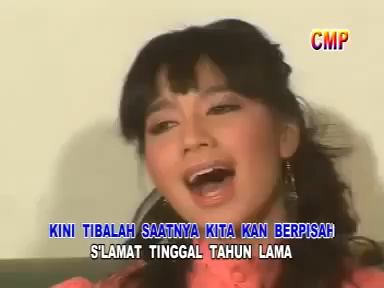 CMP
KINI TIBALAH SAATNYA KITA KAN BERPISAH
S'LAMAT TINGGAL TAHUN LAMA